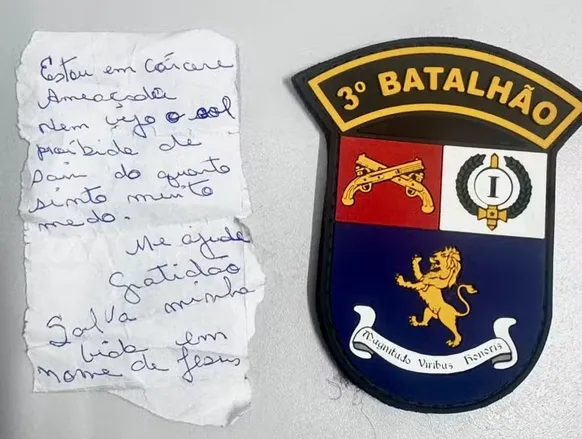 Estou em cárcere
Ameaçada
Nem vejo o sol
proibida de
sair do quarto
sinto muito
medo.
Me ajude
Gratidão
Salva minha
vida em
nome de Jesus
3º BATALHÃO
I
Magnitudo Viribus Honoris